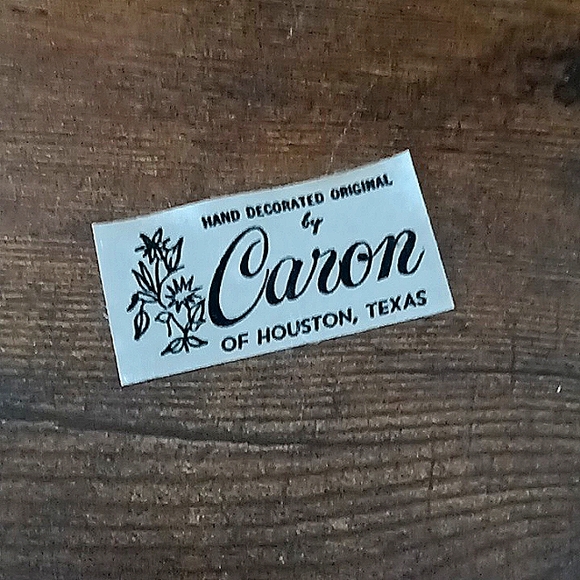 HAND DECORATED ORIGINAL
by
Caron
OF HOUSTON, TEXAS